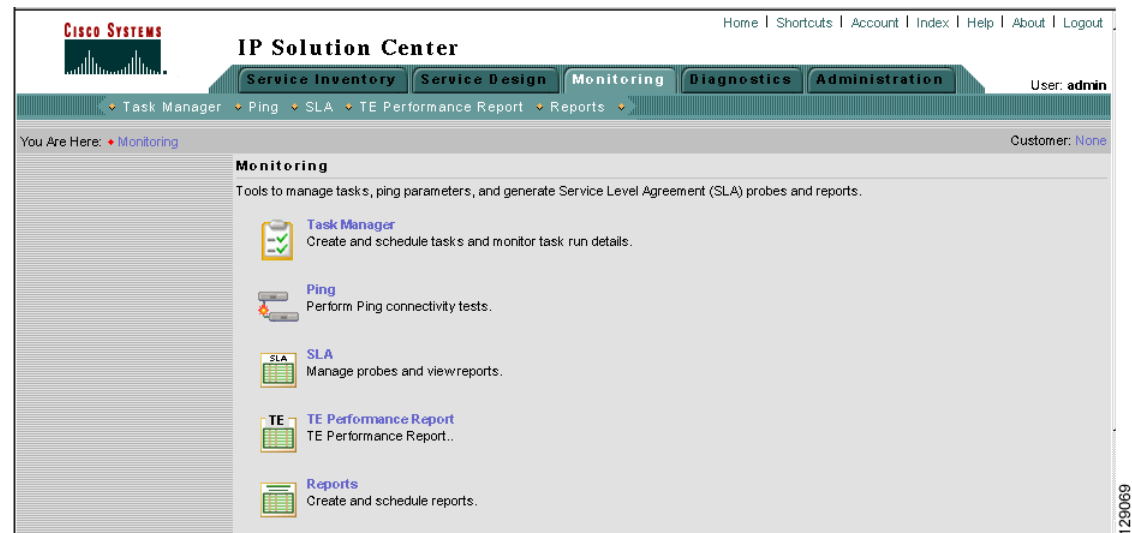 Cisco Systems
Home | Shortcuts | Account | Index | Help | About | Logout
IP Solution Center
Service Inventory Service Design Monitoring Diagnostics Administration
User: admin
Task Manager Ping SLA TE Performance Report Reports
You Are Here: Monitoring
Customer: None
Monitoring
Tools to manage tasks, ping parameters, and generate Service Level Agreement (SLA) probes and reports.
Task Manager
Create and schedule tasks and monitor task run details.
Ping
Perform Ping connectivity tests.
SLA
SLA
Manage probes and view reports.
TE
TE Performance Report
TE Performance Report..
Reports
Create and schedule reports.
129069